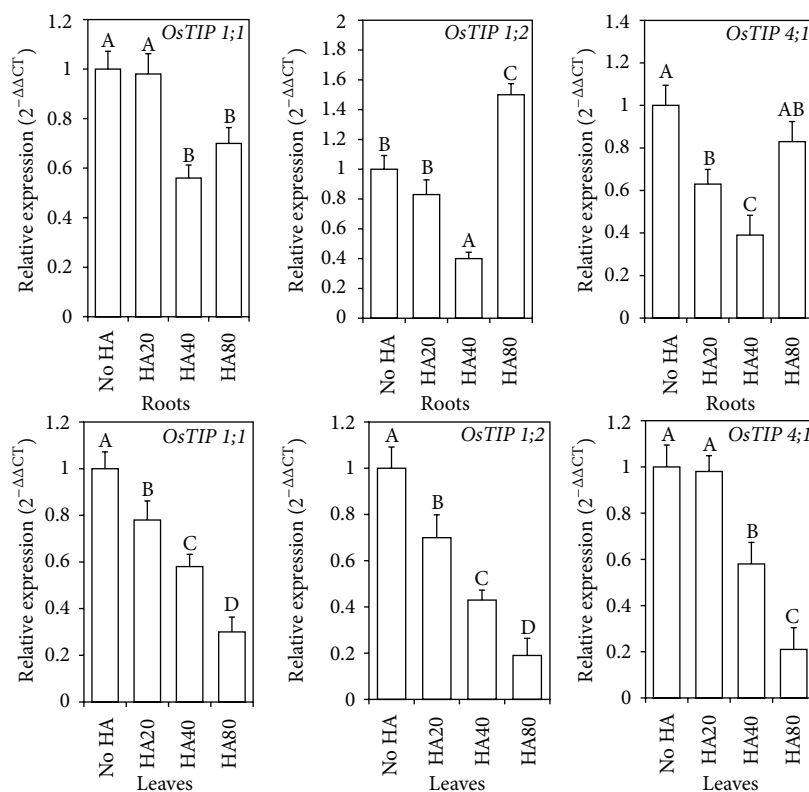 Relative expression (2^−ΔΔCT)
1.2
1
0.8
0.6
0.4
0.2
0
OsTIP 1;1
A
A
B
B
No HA
HA20
HA40
HA80
Roots
Relative expression (2^−ΔΔCT)
2
1.8
1.6
1.4
1.2
1
0.8
0.6
0.4
0.2
0
OsTIP 1;2
B
B
A
C
No HA
HA20
HA40
HA80
Roots
Relative expression (2^−ΔΔCT)
1.4
1.2
1
0.8
0.6
0.4
0.2
0
OsTIP 4;1
A
B
C
AB
No HA
HA20
HA40
HA80
Roots
Relative expression (2^−ΔΔCT)
1.2
1
0.8
0.6
0.4
0.2
0
OsTIP 1;1
A
B
C
D
No HA
HA20
HA40
HA80
Leaves
Relative expression (2^−ΔΔCT)
1.2
1
0.8
0.6
0.4
0.2
0
OsTIP 1;2
A
B
C
D
No HA
HA20
HA40
HA80
Leaves
Relative expression (2^−ΔΔCT)
1.2
1
0.8
0.6
0.4
0.2
0
OsTIP 4;1
A
A
B
C
No HA
HA20
HA40
HA80
Leaves